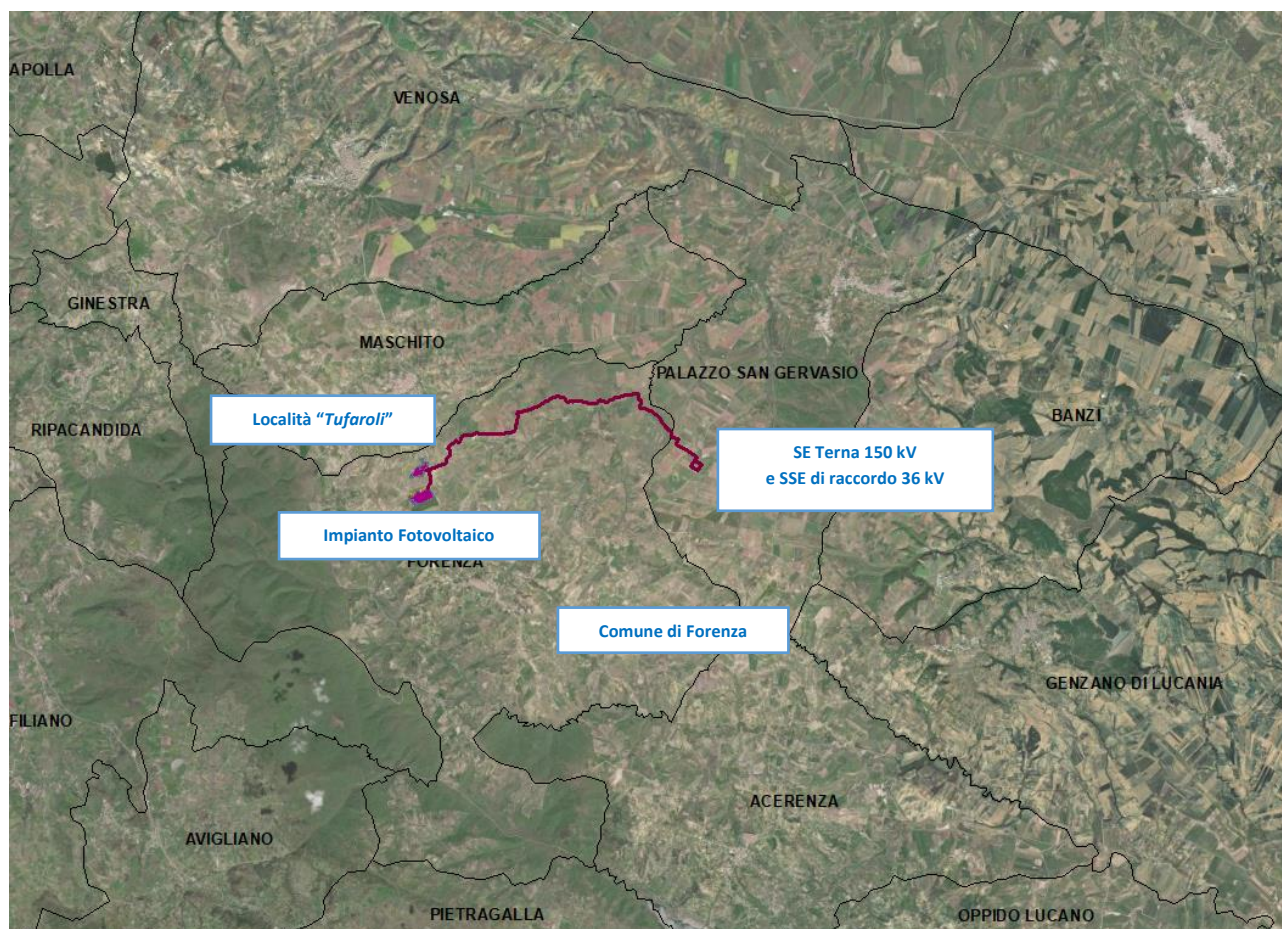 APOLLA
VENOSA
GINESTRA
MASCHITO
PALAZZO SAN GERVASIO
Località “Tufaroli”
BANZI
RIPACANDIDA
SE Terna 150 kV
e SSE di raccordo 36 kV
Impianto Fotovoltaico
FORENZA
Comune di Forenza
GENZANO DI LUCANIA
FILIANO
ACERENZA
AVIGLIANO
PIETRAGALLA
OPPIDO LUCANO